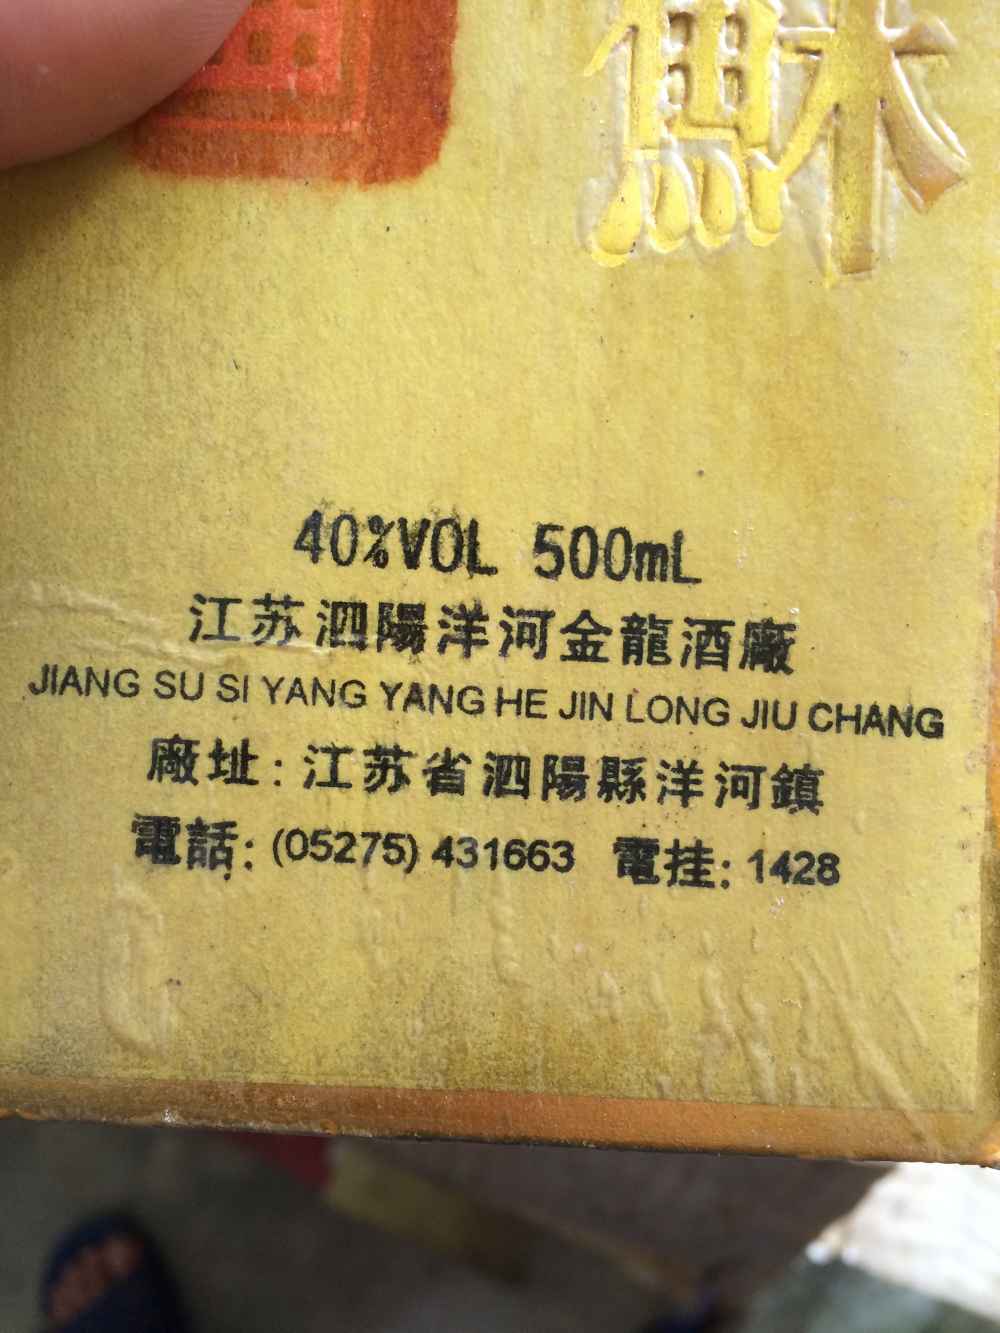 蘇
40%VOL 500mL
江苏泗陽洋河金龍酒廠
JIANG SU SI YANG YANG HE JIN LONG JIU CHANG
廠址：江苏省泗陽縣洋河鎮
電話：(05275) 431663 電挂：1428